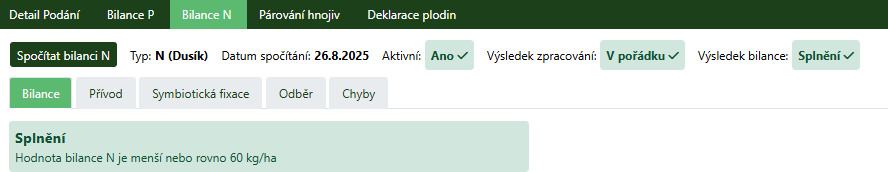 Detail Podání Bilance P Bilance N Párování hnojiv Deklarace plodin
Spočítat bilanci N Typ: N (Dusík) Datum spočítání: 26.8.2025 Aktivní: Ano ✓ Výsledek zpracování: V pořádku ✓ Výsledek bilance: Splnění ✓
Bilance Přívod Symbiotická fixace Odběr Chyby
Splnění
Hodnota bilance N je menší nebo rovno 60 kg/ha